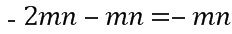 - 2mn – mn =– mn